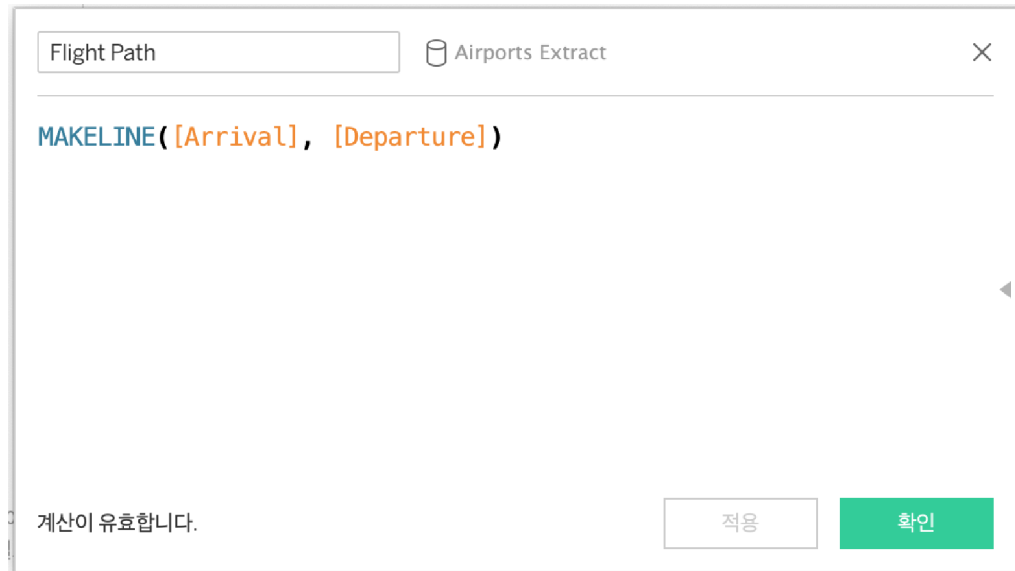 Flight Path
Airports Extract
MAKELINE([Arrival], [Departure])
계산이 유효합니다.
적용
확인